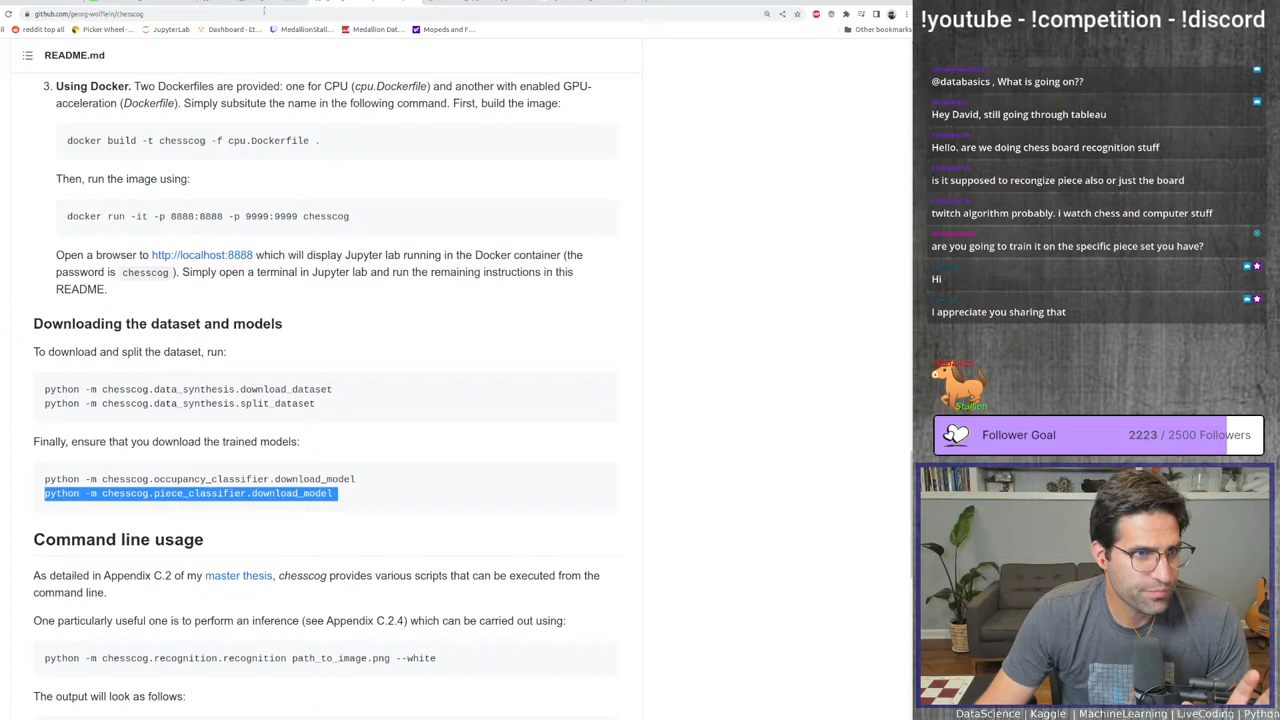 github.com/georg-wolflein/chesscog
reddit top all
Picker Wheel -...
JupyterLab
Dashboard - Et...
MedallionStall...
Medallion Dat...
Mopeds and F...
Other bookmarks
README.md
3. Using Docker. Two Dockerfiles are provided: one for CPU (cpu.Dockerfile) and another with enabled GPU-
acceleration (Dockerfile). Simply subsitute the name in the following command. First, build the image:
docker build -t chesscog -f cpu.Dockerfile .
Then, run the image using:
docker run -it -p 8888:8888 -p 9999:9999 chesscog
Open a browser to http://localhost:8888 which will display Jupyter lab running in the Docker container (the
password is chesscog ). Simply open a terminal in Jupyter lab and run the remaining instructions in this
README.
Downloading the dataset and models
To download and split the dataset, run:
python -m chesscog.data_synthesis.download_dataset
python -m chesscog.data_synthesis.split_dataset
Finally, ensure that you download the trained models:
python -m chesscog.occupancy_classifier.download_model
python -m chesscog.piece_classifier.download_model
Command line usage
As detailed in Appendix C.2 of my master thesis, chesscog provides various scripts that can be executed from the
command line.
One particularly useful one is to perform an inference (see Appendix C.2.4) which can be carried out using:
python -m chesscog.recognition.recognition path_to_image.png --white
The output will look as follows:
!youtube - !competition - !discord
@databasics , What is going on??
Hey David, still going through tableau
Hello. are we doing chess board recognition stuff
is it supposed to recongize piece also or just the board
twitch algorithm probably. i watch chess and computer stuff
are you going to train it on the specific piece set you have?
Hi
I appreciate you sharing that
Medallion
Stallion
Follower Goal
2223 / 2500 Followers
DataScience | Kaggle | MachineLearning | LiveCoding | Python